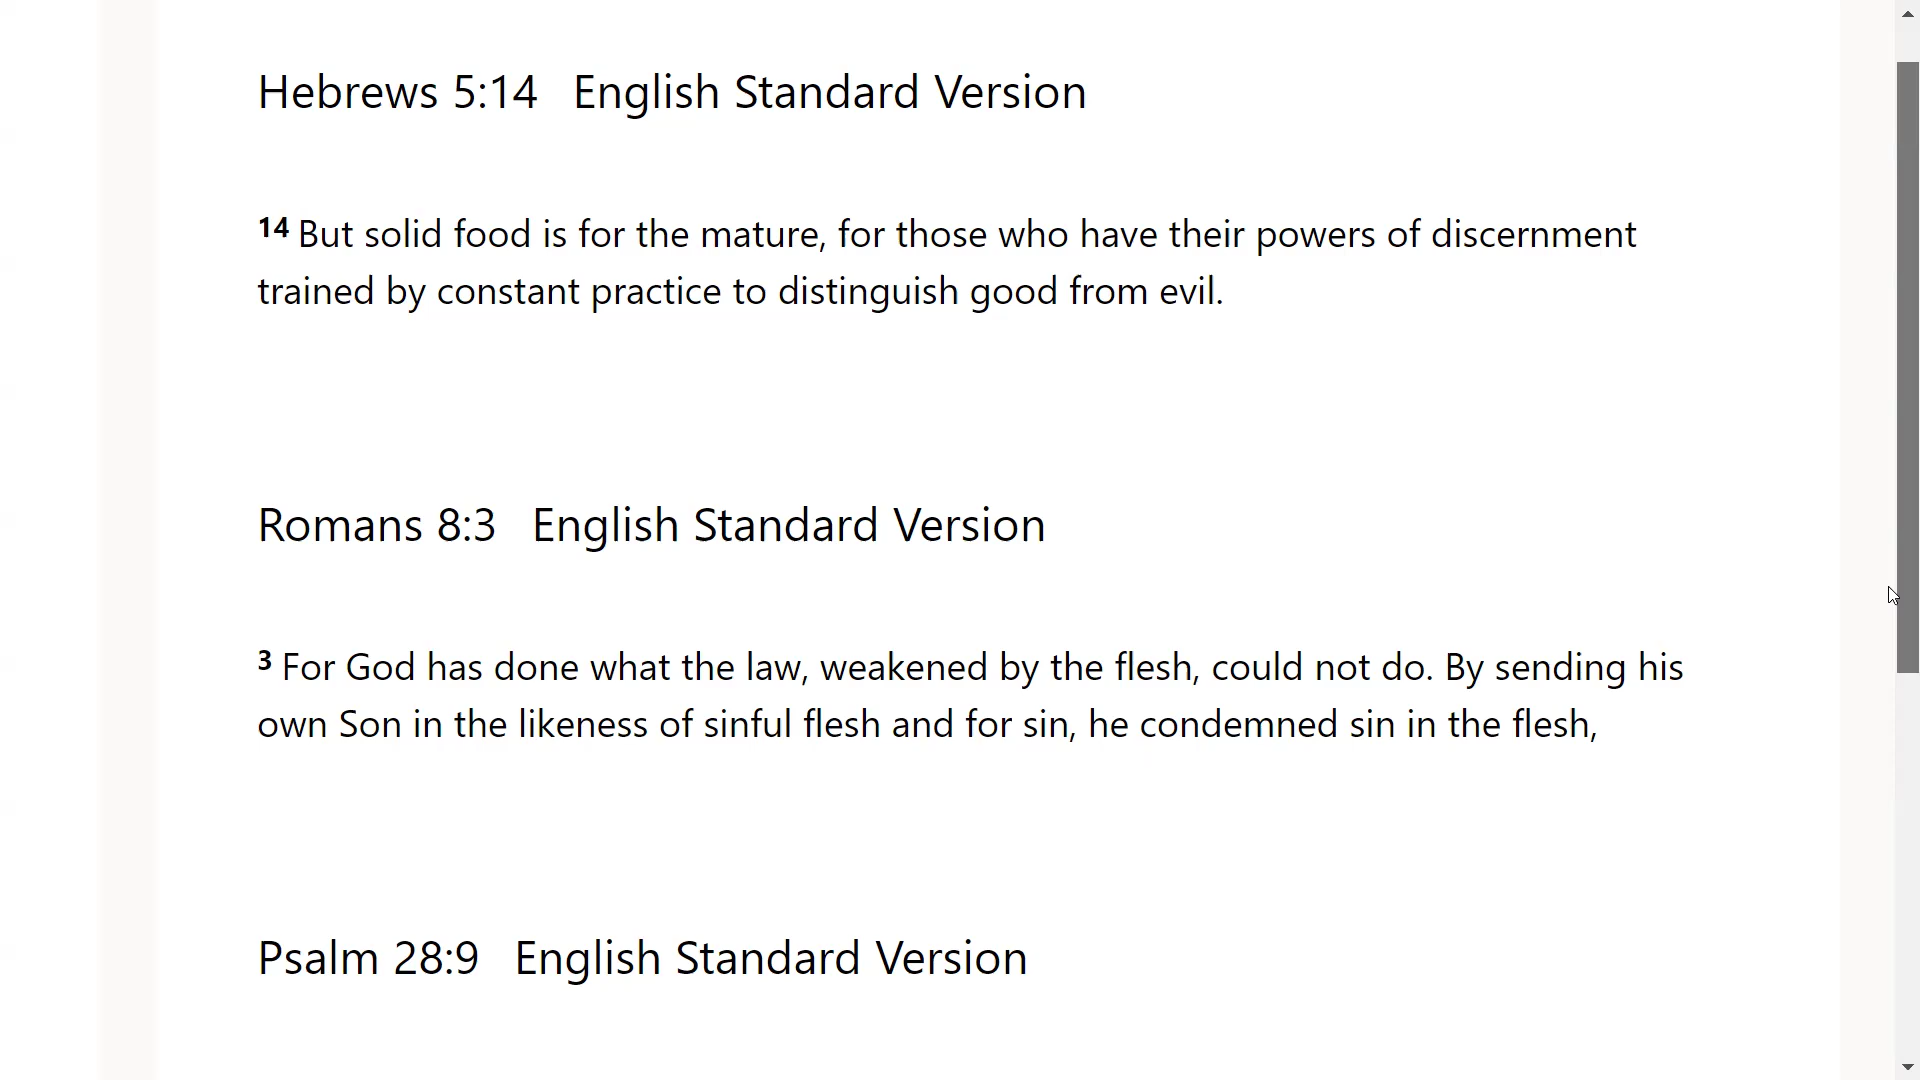 Hebrews 5:14 English Standard Version
14 But solid food is for the mature, for those who have their powers of discernment
trained by constant practice to distinguish good from evil.
Romans 8:3 English Standard Version
3 For God has done what the law, weakened by the flesh, could not do. By sending his
own Son in the likeness of sinful flesh and for sin, he condemned sin in the flesh,
Psalm 28:9 English Standard Version